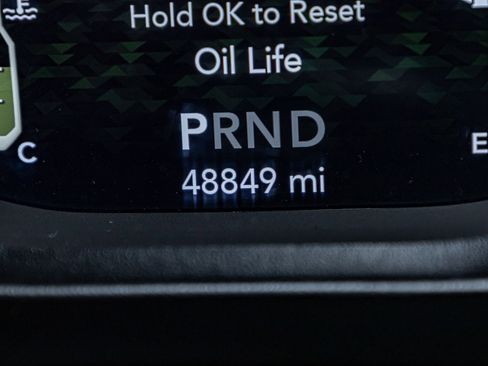 Hold OK to Reset
Oil Life
PRND
C
E
48849 mi